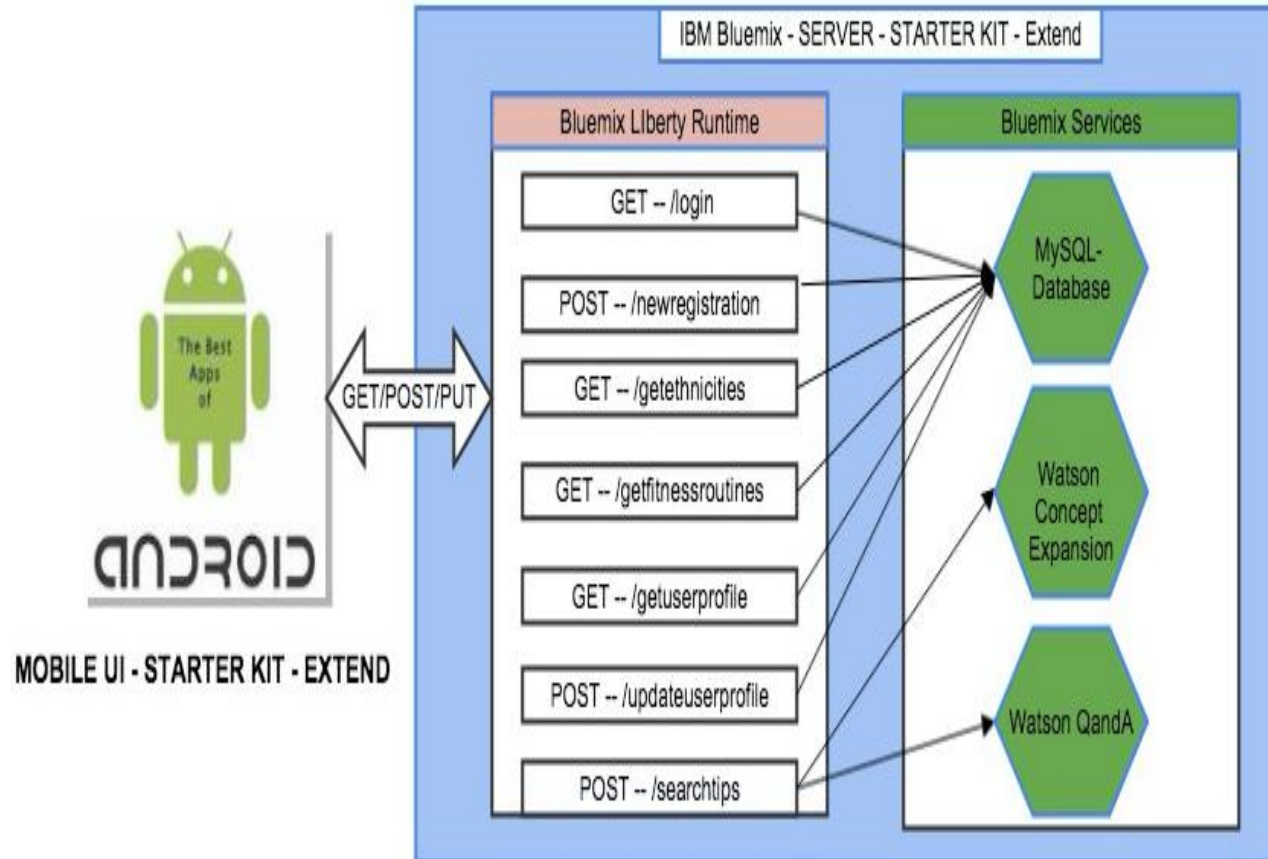 IBM Bluemix - SERVER - STARTER KIT - Extend
Bluemix LIberty Runtime
Bluemix Services
GET -- /login
POST -- /newregistration
GET -- /getethnicities
GET -- /getfitnessroutines
GET -- /getuserprofile
POST -- /updateuserprofile
POST -- /searchtips
MySQL-
Database
Watson
Concept
Expansion
Watson QandA
GET/POST/PUT
The Best
Apps
of
ANDROID
MOBILE UI - STARTER KIT - EXTEND